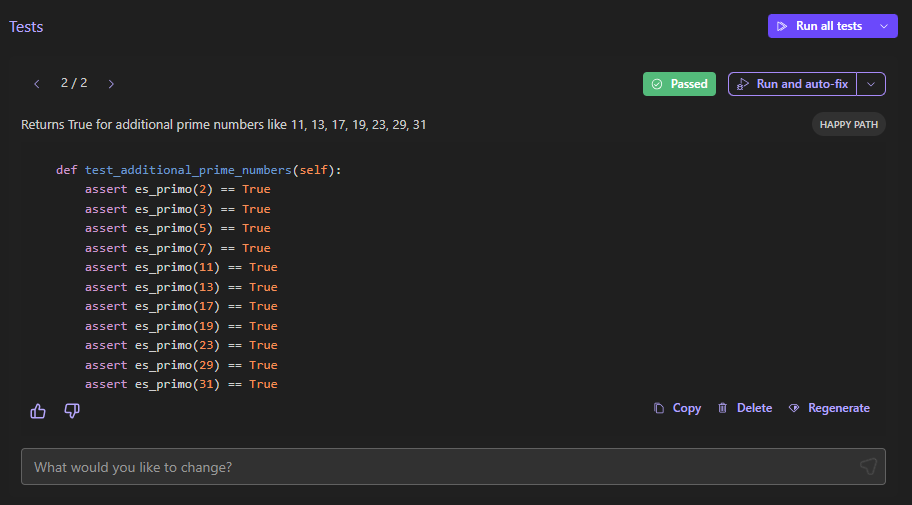 Tests
Run all tests
2 / 2
Passed
Run and auto-fix
Returns True for additional prime numbers like 11, 13, 17, 19, 23, 29, 31
HAPPY PATH
def test_additional_prime_numbers(self):
    assert es_primo(2) == True
    assert es_primo(3) == True
    assert es_primo(5) == True
    assert es_primo(7) == True
    assert es_primo(11) == True
    assert es_primo(13) == True
    assert es_primo(17) == True
    assert es_primo(19) == True
    assert es_primo(23) == True
    assert es_primo(29) == True
    assert es_primo(31) == True
Copy
Delete
Regenerate
What would you like to change?